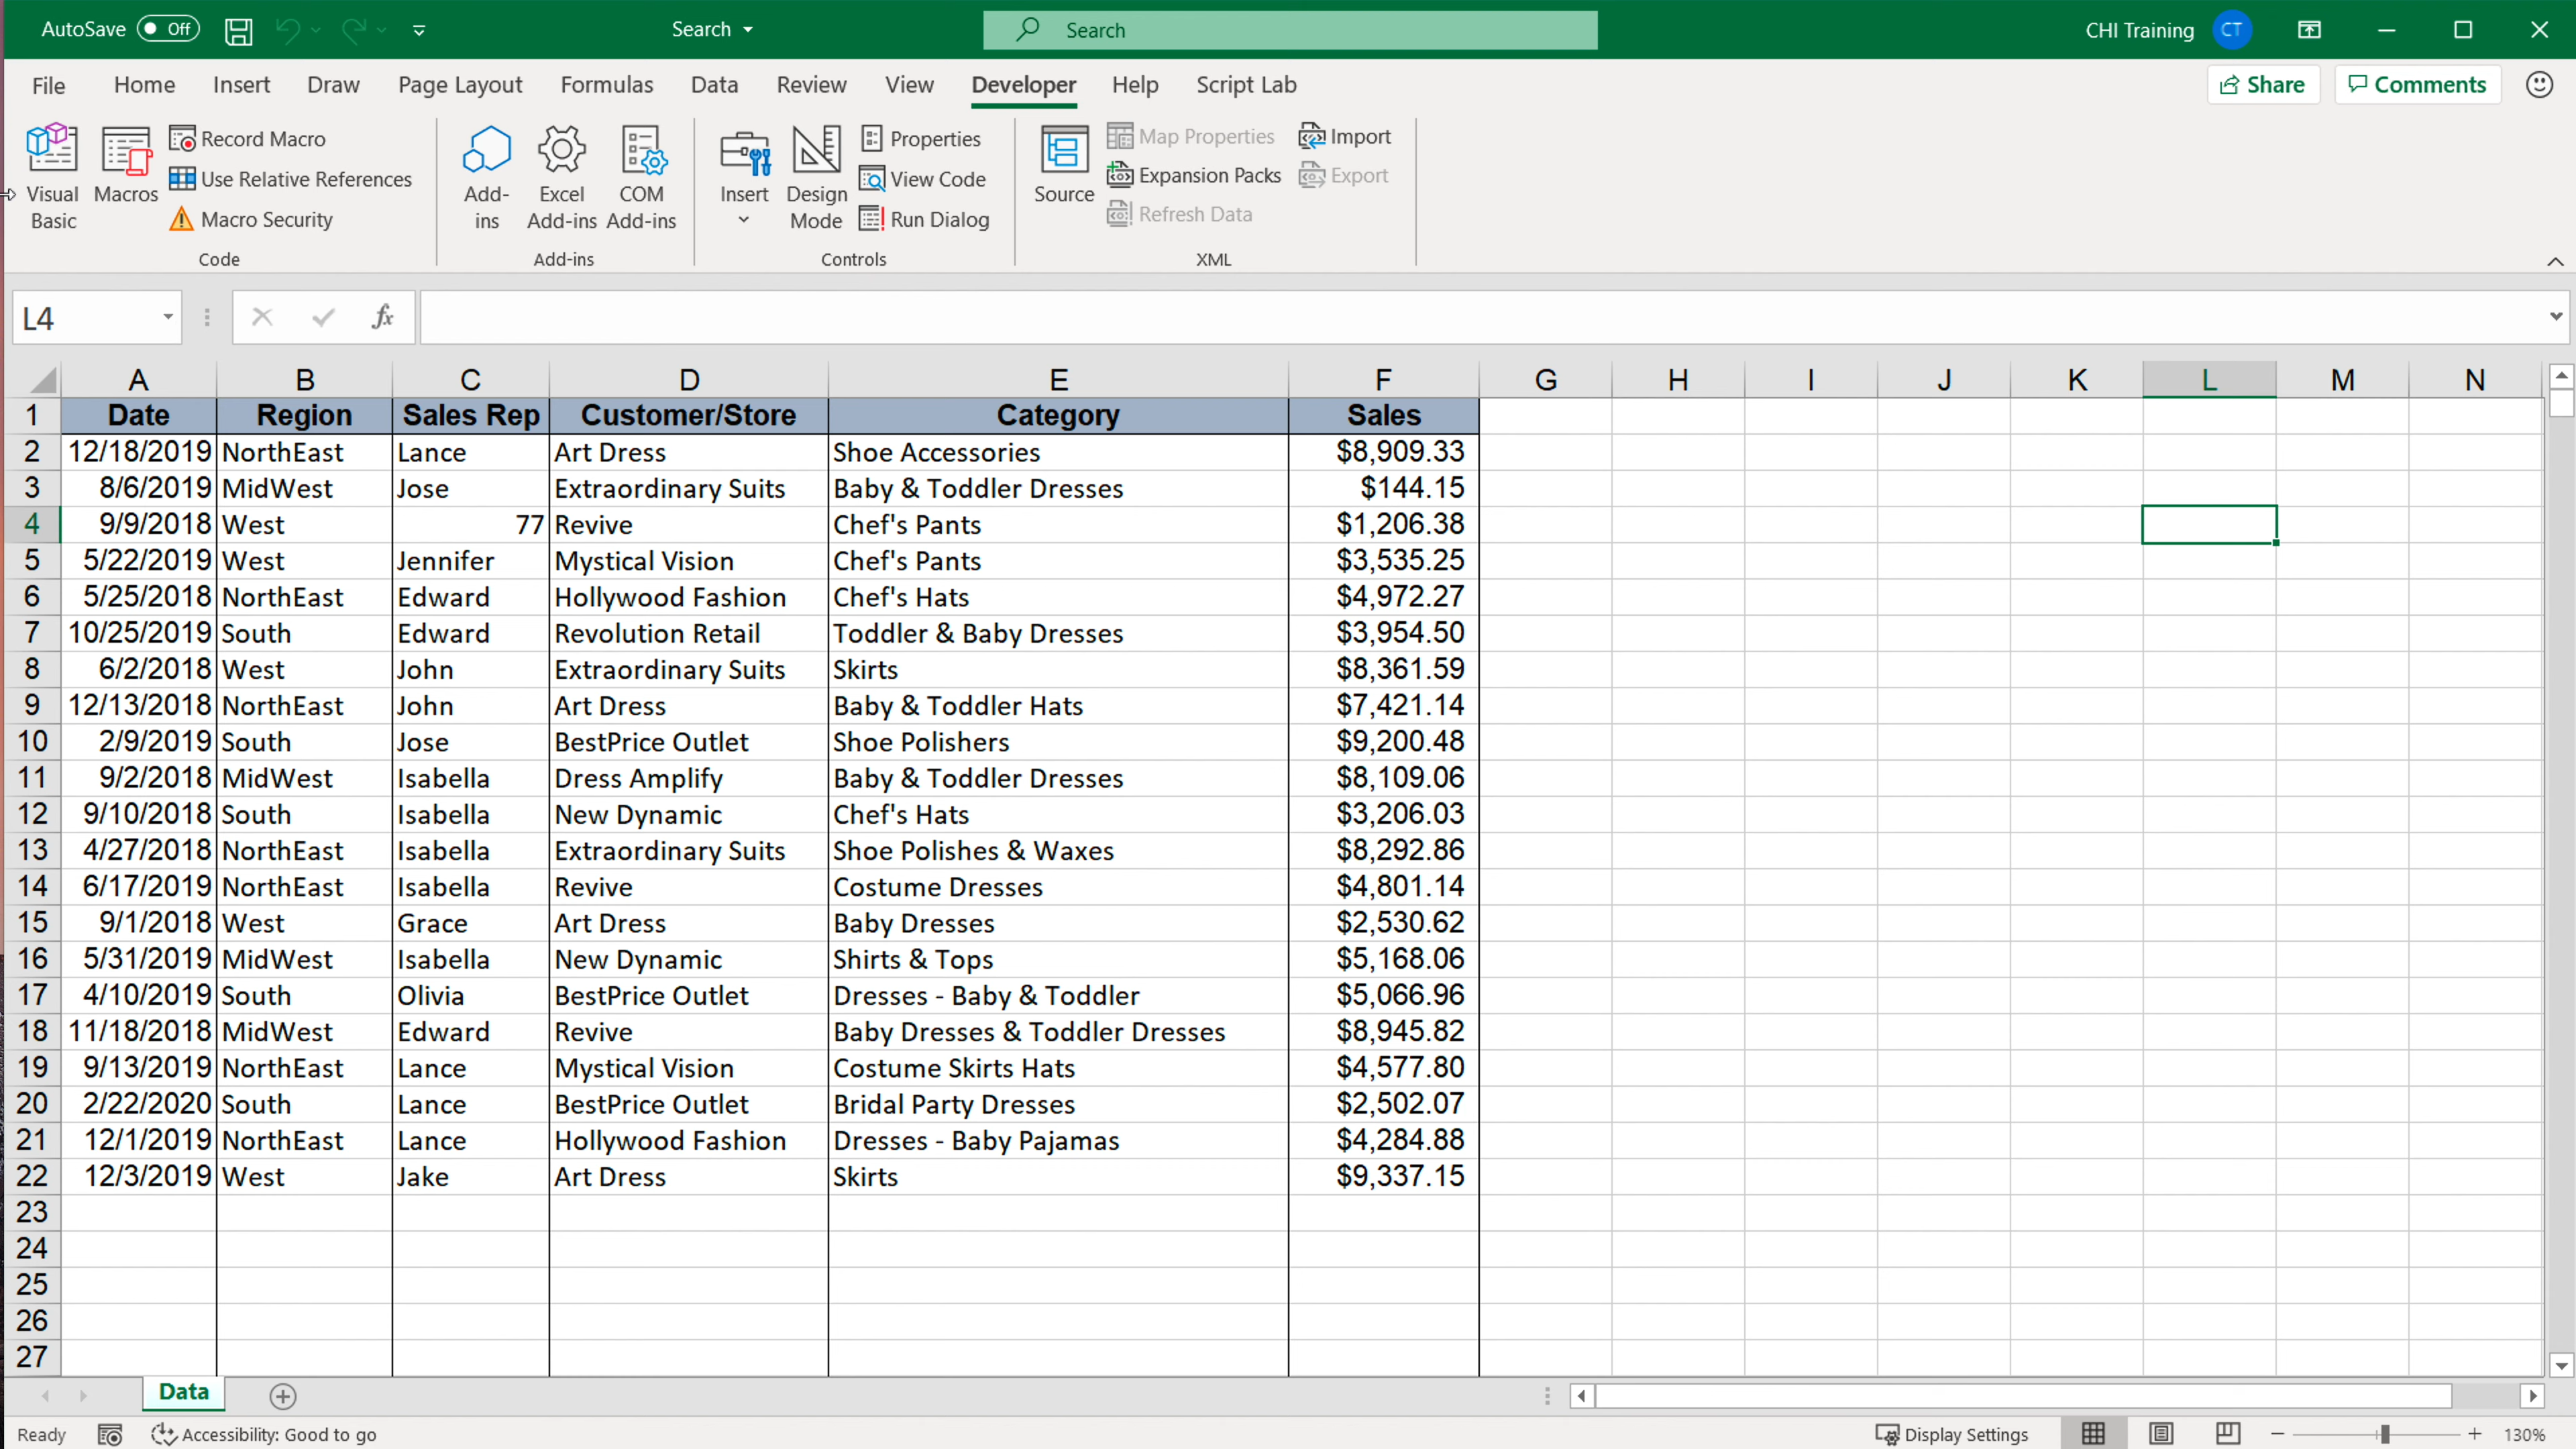 AutoSave Off Search Search CHI Training CT
File Home Insert Draw Page Layout Formulas Data Review View Developer Help Script Lab Share Comments
Visual Basic Macros Record Macro Use Relative References Macro Security
Code
Add-ins Excel Add-ins COM Add-ins
Add-ins
Insert Design Mode Properties View Code Run Dialog
Controls
Source Map Properties Expansion Packs Refresh Data Import Export
XML
L4 fx
A B C D E F G H I J K L M N
1 Date Region Sales Rep Customer/Store Category Sales
2 12/18/2019 NorthEast Lance Art Dress Shoe Accessories $8,909.33
3 8/6/2019 MidWest Jose Extraordinary Suits Baby & Toddler Dresses $144.15
4 9/9/2018 West 77 Revive Chef's Pants $1,206.38
5 5/22/2019 West Jennifer Mystical Vision Chef's Pants $3,535.25
6 5/25/2018 NorthEast Edward Hollywood Fashion Chef's Hats $4,972.27
7 10/25/2019 South Edward Revolution Retail Toddler & Baby Dresses $3,954.50
8 6/2/2018 West John Extraordinary Suits Skirts $8,361.59
9 12/13/2018 NorthEast John Art Dress Baby & Toddler Hats $7,421.14
10 2/9/2019 South Jose BestPrice Outlet Shoe Polishers $9,200.48
11 9/2/2018 MidWest Isabella Dress Amplify Baby & Toddler Dresses $8,109.06
12 9/10/2018 South Isabella New Dynamic Chef's Hats $3,206.03
13 4/27/2018 NorthEast Isabella Extraordinary Suits Shoe Polishes & Waxes $8,292.86
14 6/17/2019 NorthEast Isabella Revive Costume Dresses $4,801.14
15 9/1/2018 West Grace Art Dress Baby Dresses $2,530.62
16 5/31/2019 MidWest Isabella New Dynamic Shirts & Tops $5,168.06
17 4/10/2019 South Olivia BestPrice Outlet Dresses - Baby & Toddler $5,066.96
18 11/18/2018 MidWest Edward Revive Baby Dresses & Toddler Dresses $8,945.82
19 9/13/2019 NorthEast Lance Mystical Vision Costume Skirts Hats $4,577.80
20 2/22/2020 South Lance BestPrice Outlet Bridal Party Dresses $2,502.07
21 12/1/2019 NorthEast Lance Hollywood Fashion Dresses - Baby Pajamas $4,284.88
22 12/3/2019 West Jake Art Dress Skirts $9,337.15
23
24
25
26
27
Data
Ready Accessibility: Good to go Display Settings 130%